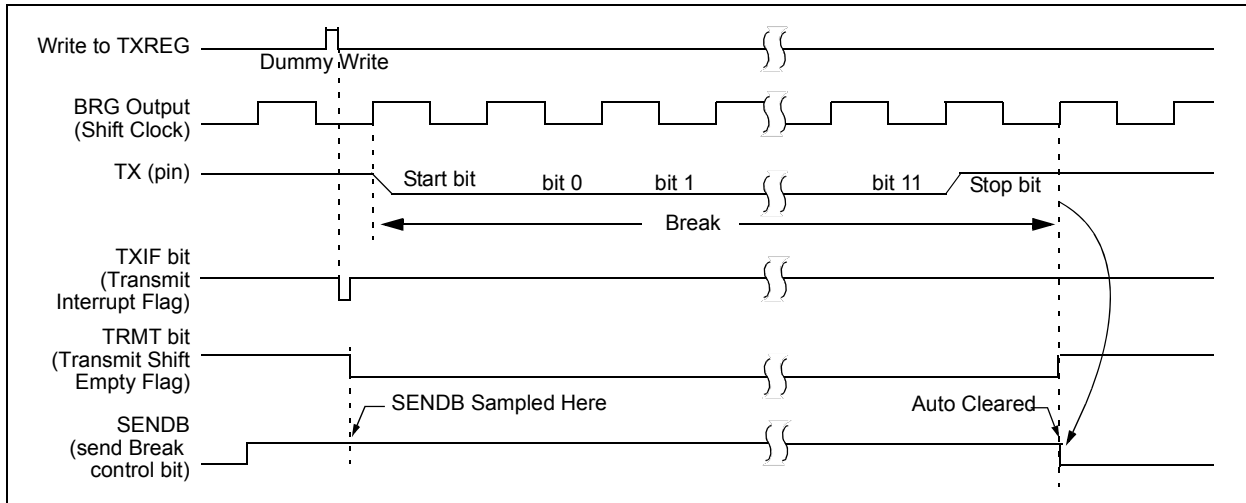 Write to TXREG
Dummy Write
BRG Output
(Shift Clock)
TX (pin)
Start bit
bit 0
bit 1
bit 11
Stop bit
Break
TXIF bit
(Transmit
Interrupt Flag)
TRMT bit
(Transmit Shift
Empty Flag)
SENDB Sampled Here
Auto Cleared
SENDB
(send Break
control bit)